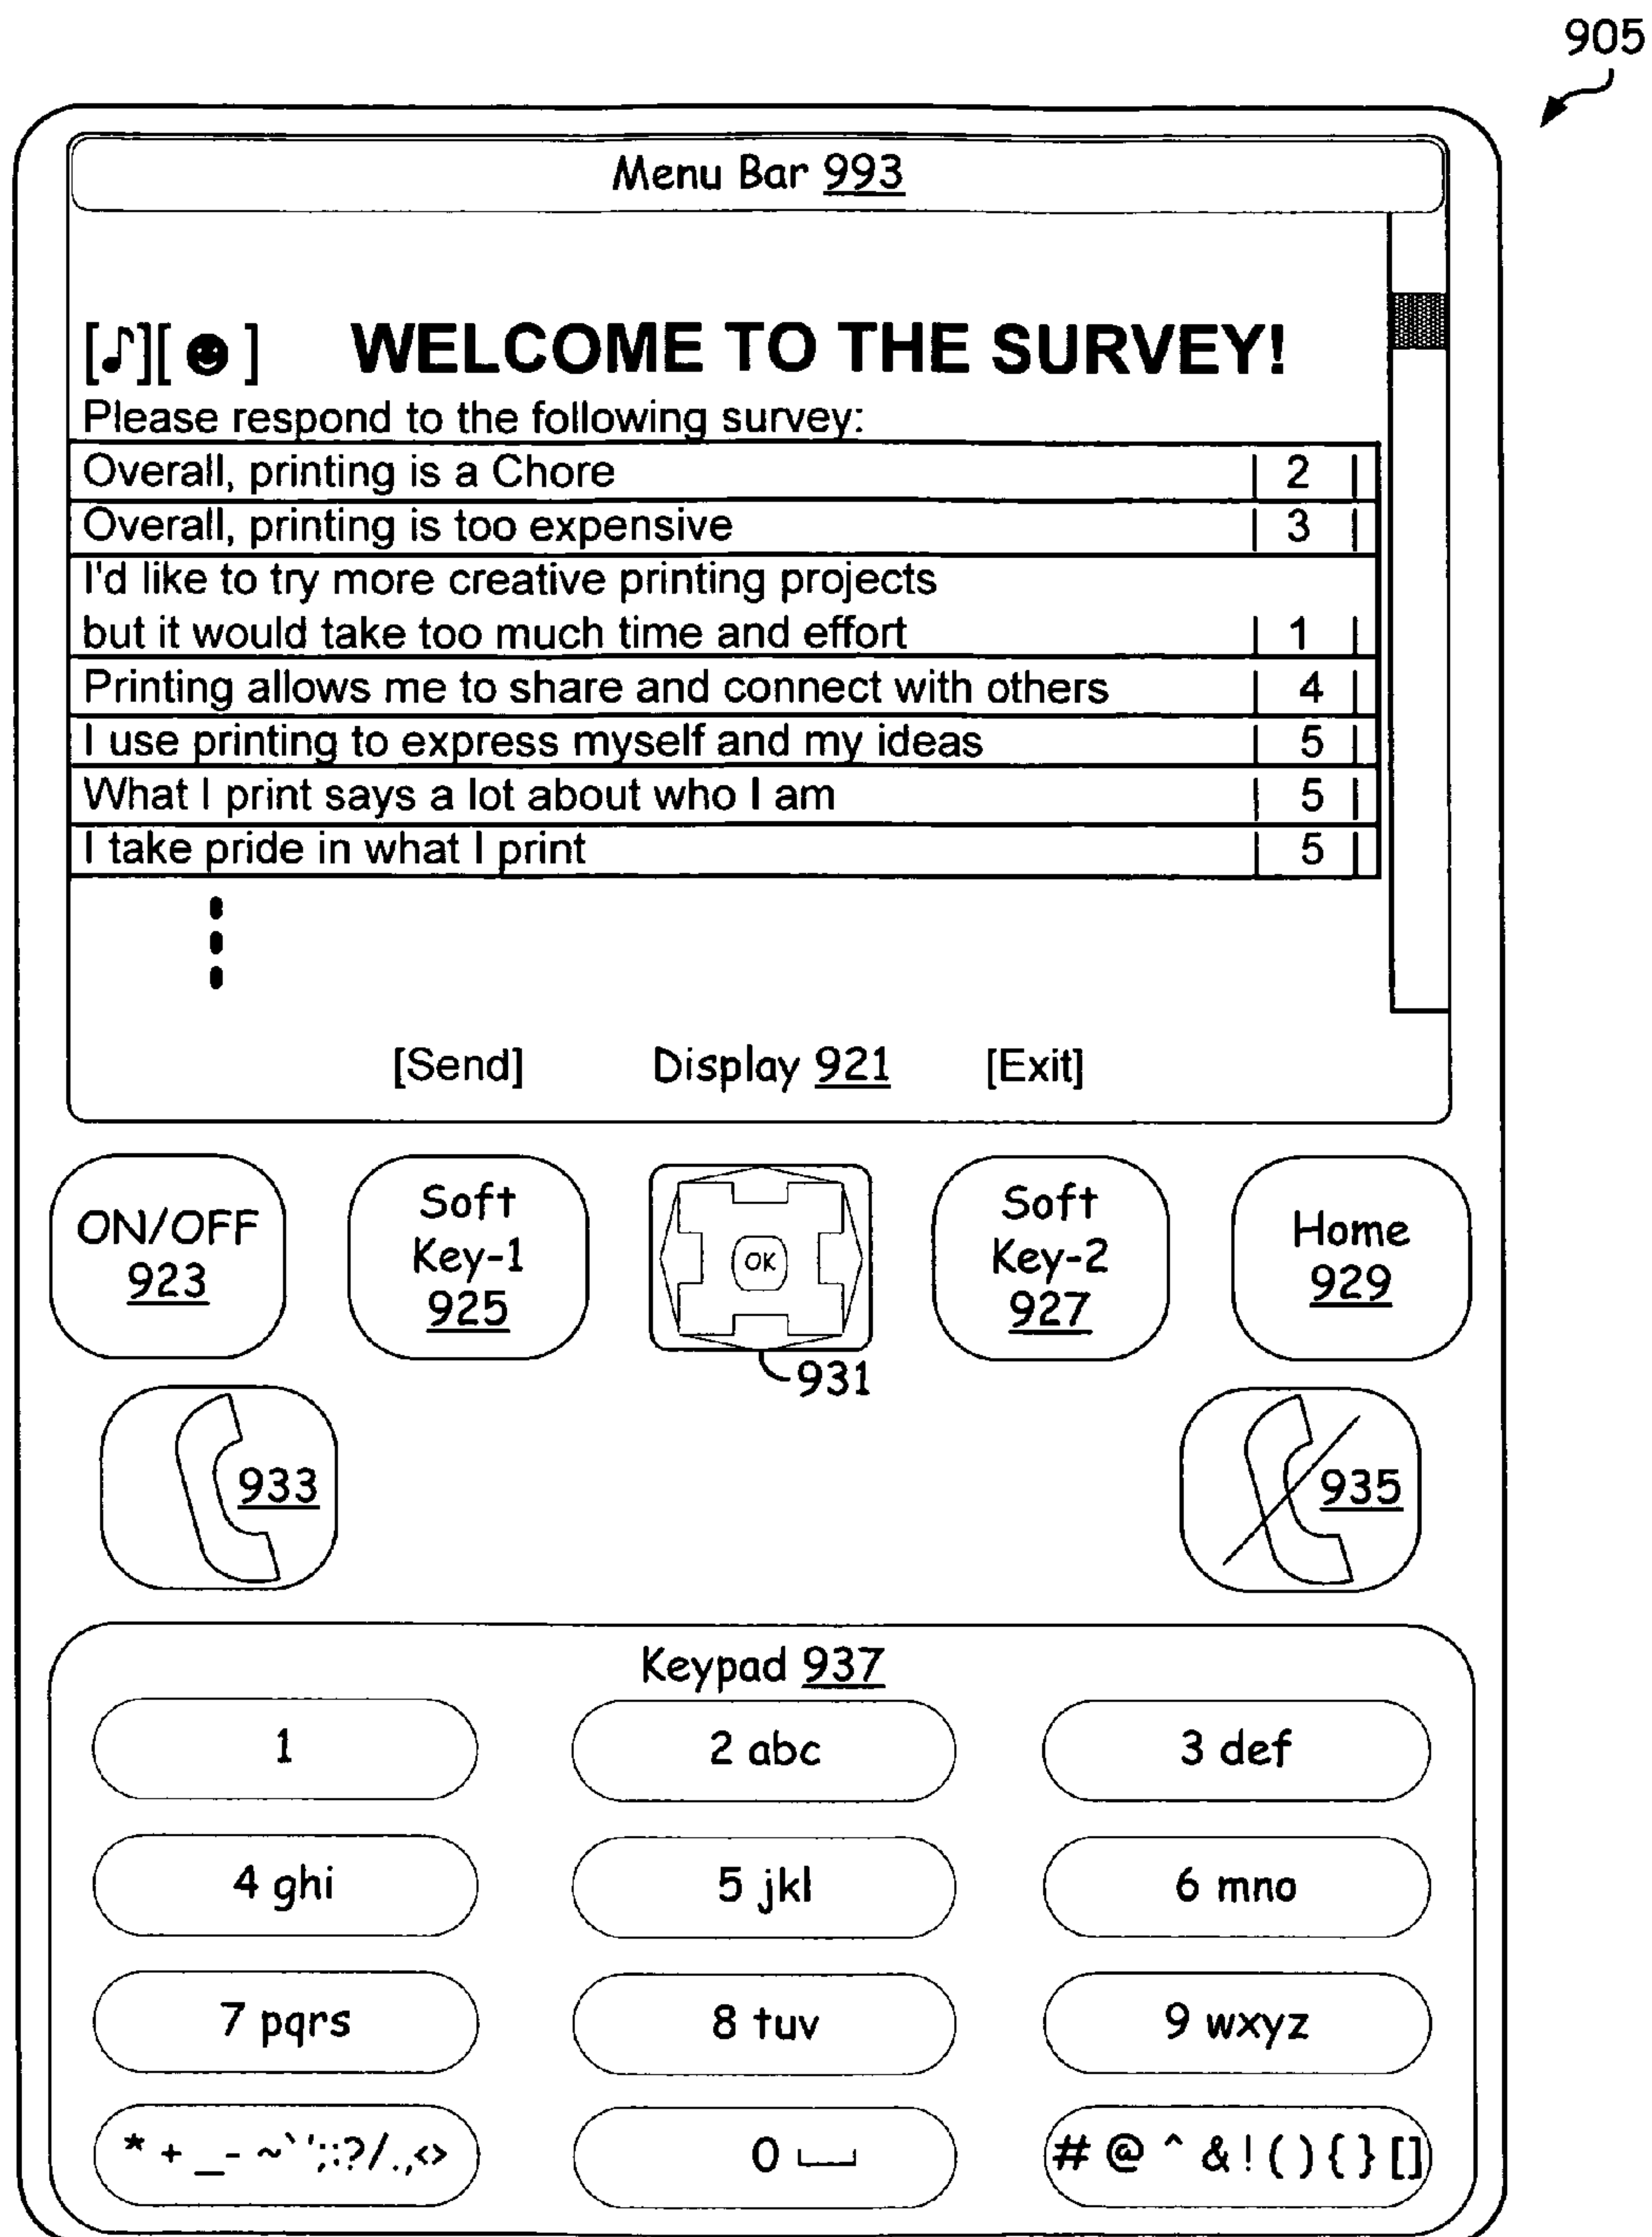 905
Menu Bar 993
[♪][☻] WELCOME TO THE SURVEY!
Please respond to the following survey:
Overall, printing is a Chore | 2 |
Overall, printing is too expensive | 3 |
I'd like to try more creative printing projects
but it would take too much time and effort | 1 |
Printing allows me to share and connect with others | 4 |
I use printing to express myself and my ideas | 5 |
What I print says a lot about who I am | 5 |
I take pride in what I print | 5 |
[Send] Display 921 [Exit]
ON/OFF
923
Soft
Key-1
925
OK
931
Soft
Key-2
927
Home
929
933
935
Keypad 937
1
2 abc
3 def
4 ghi
5 jkl
6 mno
7 pqrs
8 tuv
9 wxyz
* + _- ~`';:?/.,<>
0 ⌴
# @ ^ & ! ( ) { } []